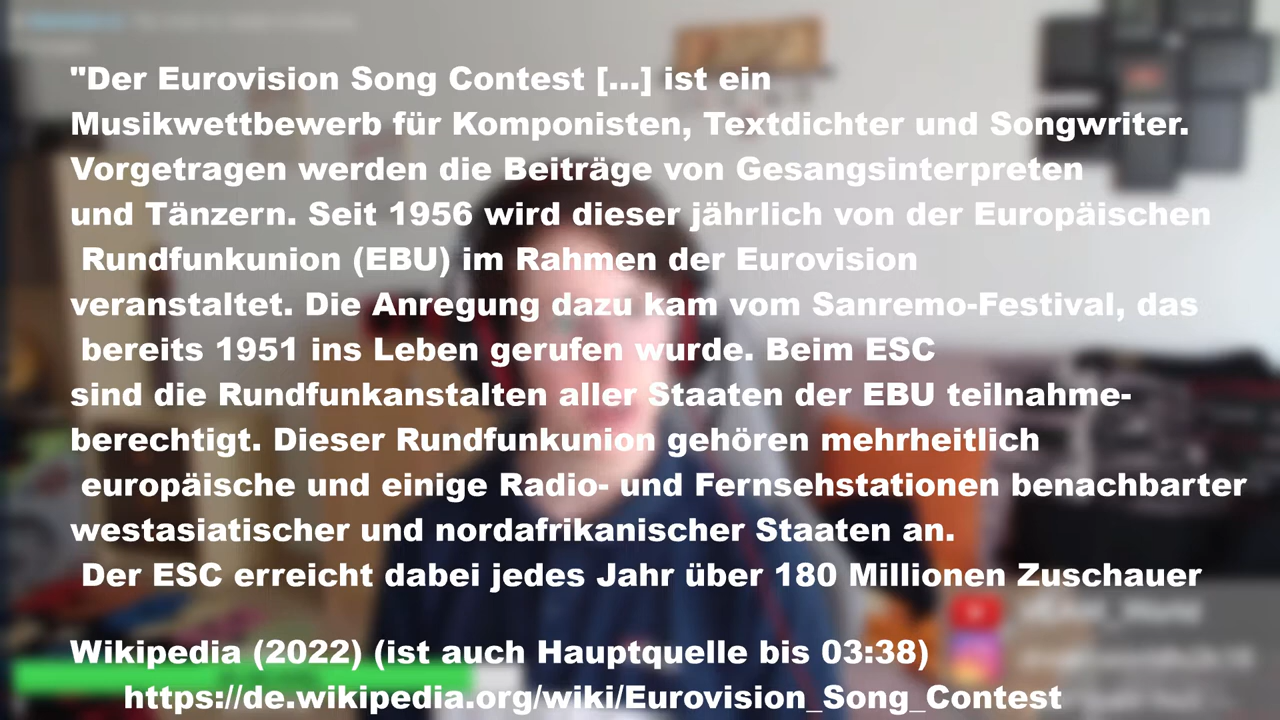 "Der Eurovision Song Contest [...] ist ein
Musikwettbewerb für Komponisten, Textdichter und Songwriter.
Vorgetragen werden die Beiträge von Gesangsinterpreten
und Tänzern. Seit 1956 wird dieser jährlich von der Europäischen
Rundfunkunion (EBU) im Rahmen der Eurovision
veranstaltet. Die Anregung dazu kam vom Sanremo-Festival, das
bereits 1951 ins Leben gerufen wurde. Beim ESC
sind die Rundfunkanstalten aller Staaten der EBU teilnahme-
berechtigt. Dieser Rundfunkunion gehören mehrheitlich
europäische und einige Radio- und Fernsehstationen benachbarter
westasiatischer und nordafrikanischer Staaten an.
Der ESC erreicht dabei jedes Jahr über 180 Millionen Zuschauer
Wikipedia (2022) (ist auch Hauptquelle bis 03:38)
https://de.wikipedia.org/wiki/Eurovision_Song_Contest